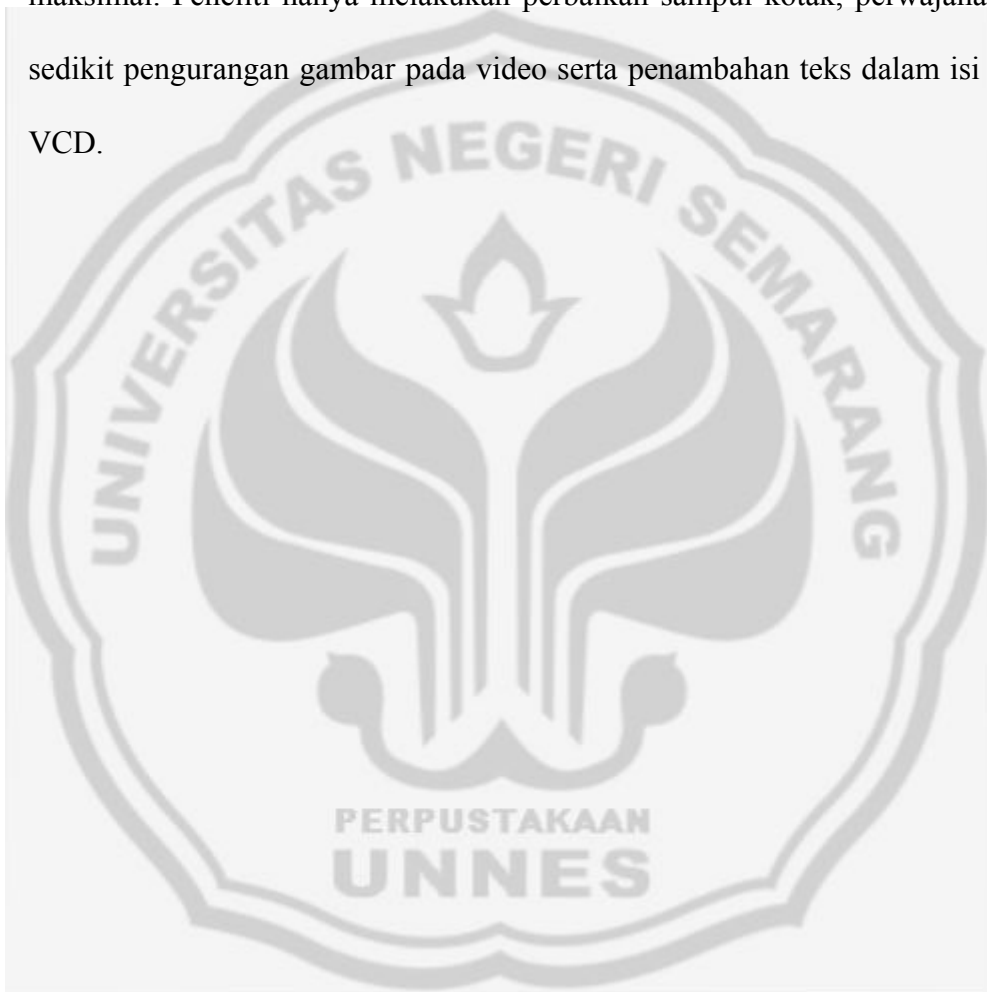 maksimal. Peneliti hanya melakukan perbaikan sampul kotak,
sedikit pengurangan gambar pada video serta penambahan teks dalam isi
VCD.
UNIVERSITAS NEGERI SEMARANG
PERPUSTAKAAN
UNNES